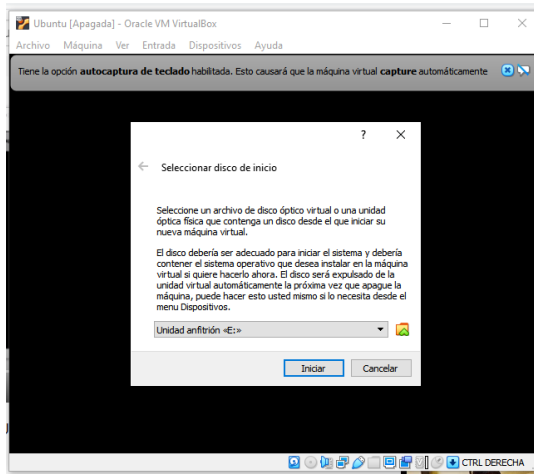 Ubuntu [Apagada] - Oracle VM VirtualBox
Archivo Máquina Ver Entrada Dispositivos Ayuda
Tiene la opción autocaptura de teclado habilitada. Esto causará que la máquina virtual capture automáticamente
?
Seleccionar disco de inicio
Seleccione un archivo de disco óptico virtual o una unidad
óptica física que contenga un disco desde el que iniciar su
nueva máquina virtual.
El disco debería ser adecuado para iniciar el sistema y debería
contener el sistema operativo que desea instalar en la máquina
virtual si quiere hacerlo ahora. El disco será expulsado de la
unidad virtual automáticamente la próxima vez que apague la
máquina, puede hacer esto usted mismo si lo necesita desde el
menu Dispositivos.
Unidad anfitrión «E:»
Iniciar Cancelar
CTRL DERECHA